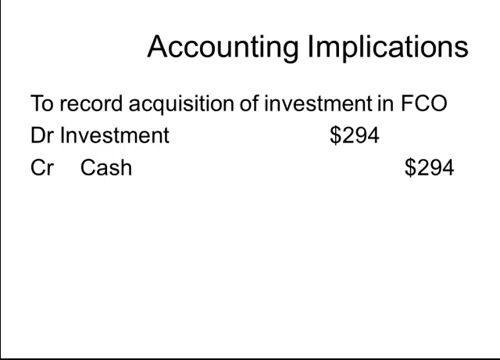 Accounting Implications
To record acquisition of investment in FCO
Dr Investment $294
Cr Cash $294